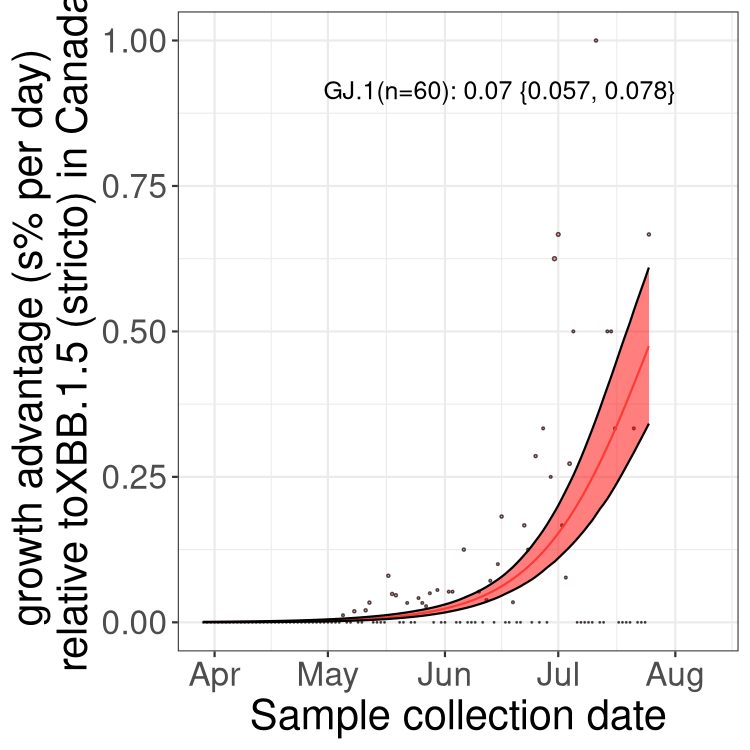 growth advantage (s% per day)
relative toXBB.1.5 (stricto) in Canada
1.00
0.75
0.50
0.25
0.00
GJ.1(n=60): 0.07 {0.057, 0.078}
Apr May Jun Jul Aug
Sample collection date